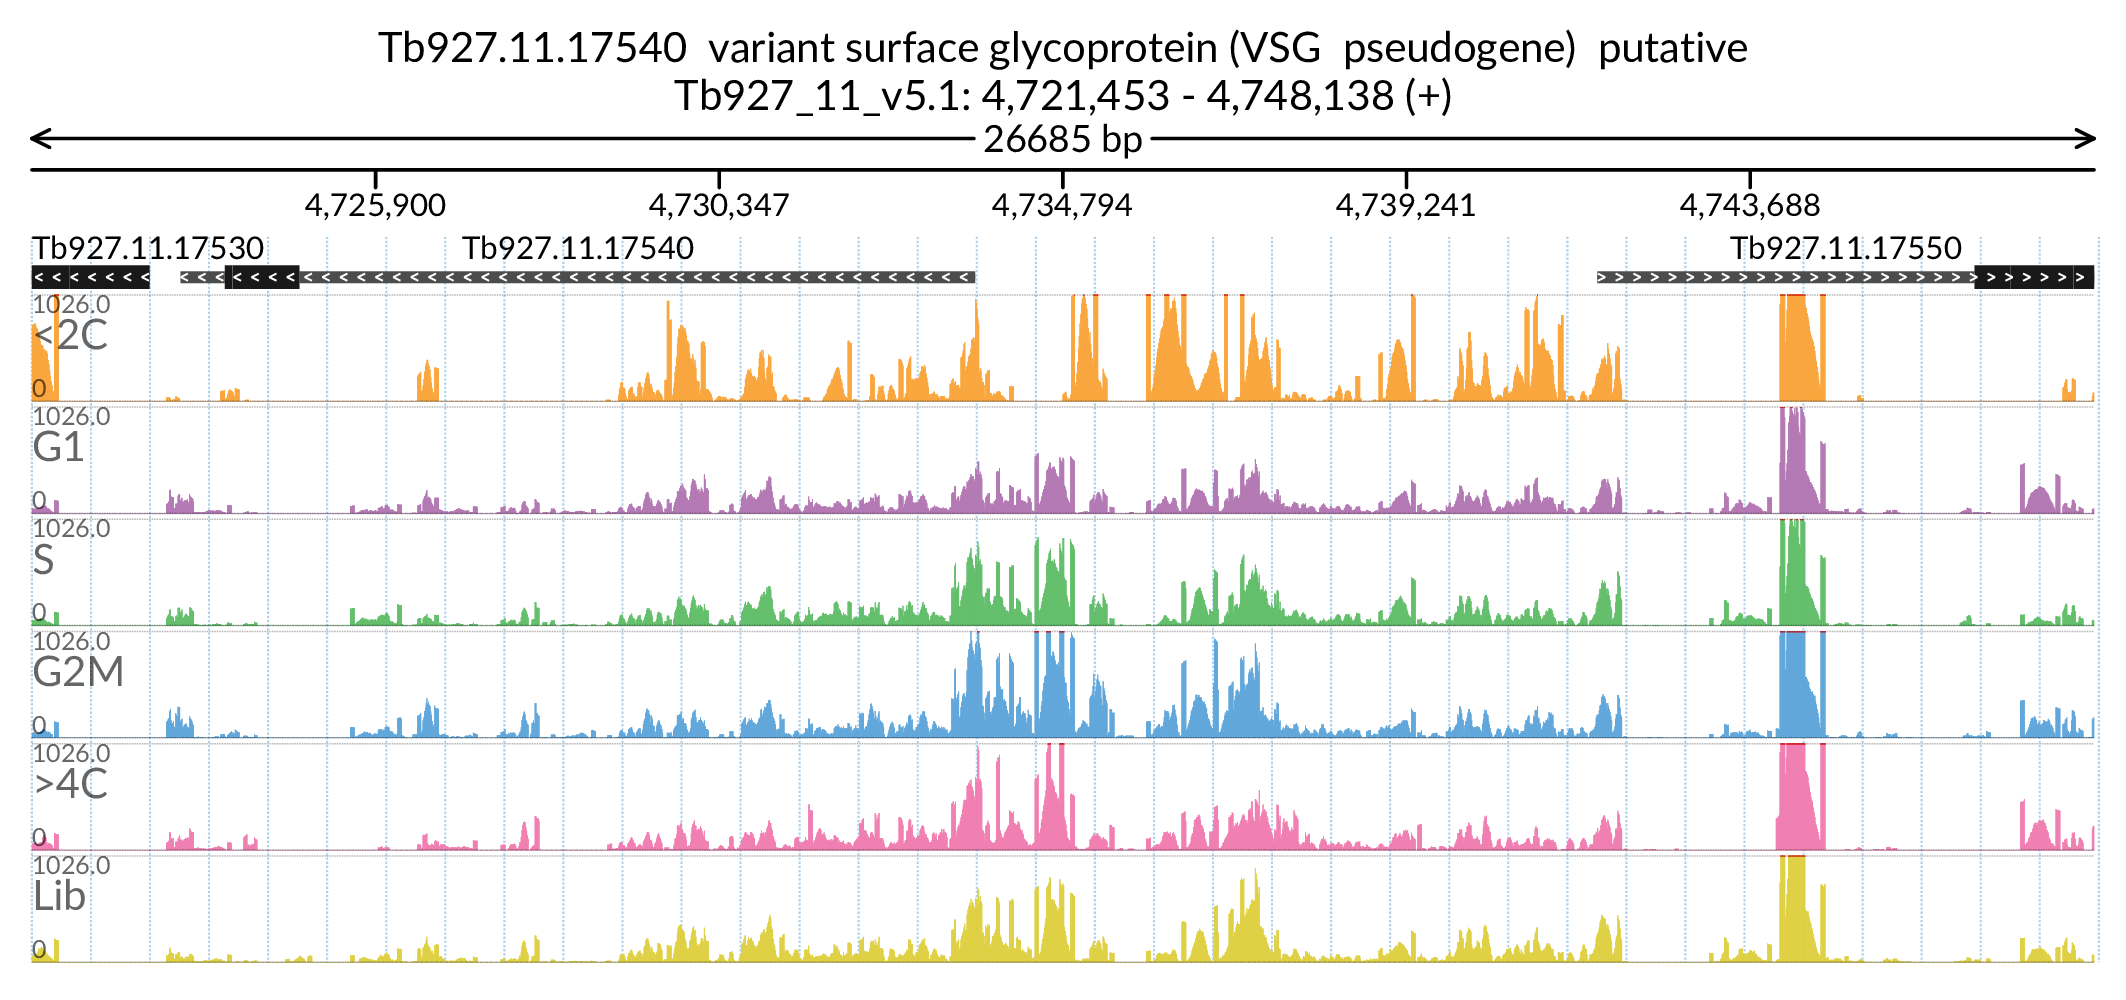 Tb927.11.17540 variant surface glycoprotein (VSG pseudogene) putative
Tb927_11_v5.1: 4,721,453 - 4,748,138 (+)
26685 bp
4,725,900 4,730,347 4,734,794 4,739,241 4,743,688
Tb927.11.17530 Tb927.11.17540 Tb927.11.17550
1026.0
<2C
0
1026.0
G1
0
1026.0
S
0
1026.0
G2M
0
1026.0
>4C
0
1026.0
Lib
0